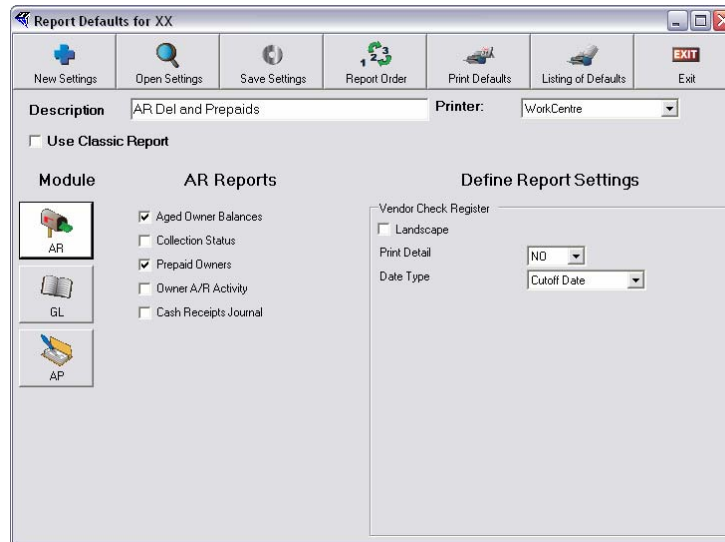 Report Defaults for XX
New Settings
Open Settings
Save Settings
1 2 3
Report Order
Print Defaults
Listing of Defaults
EXIT
Exit
Description
AR Del and Prepaids
Printer:
WorkCentre
Use Classic Report
Module
AR Reports
Define Report Settings
AR
GL
AP
Aged Owner Balances
Collection Status
Prepaid Owners
Owner A/R Activity
Cash Receipts Journal
Vendor Check Register
Landscape
Print Detail
NO
Date Type
Cutoff Date